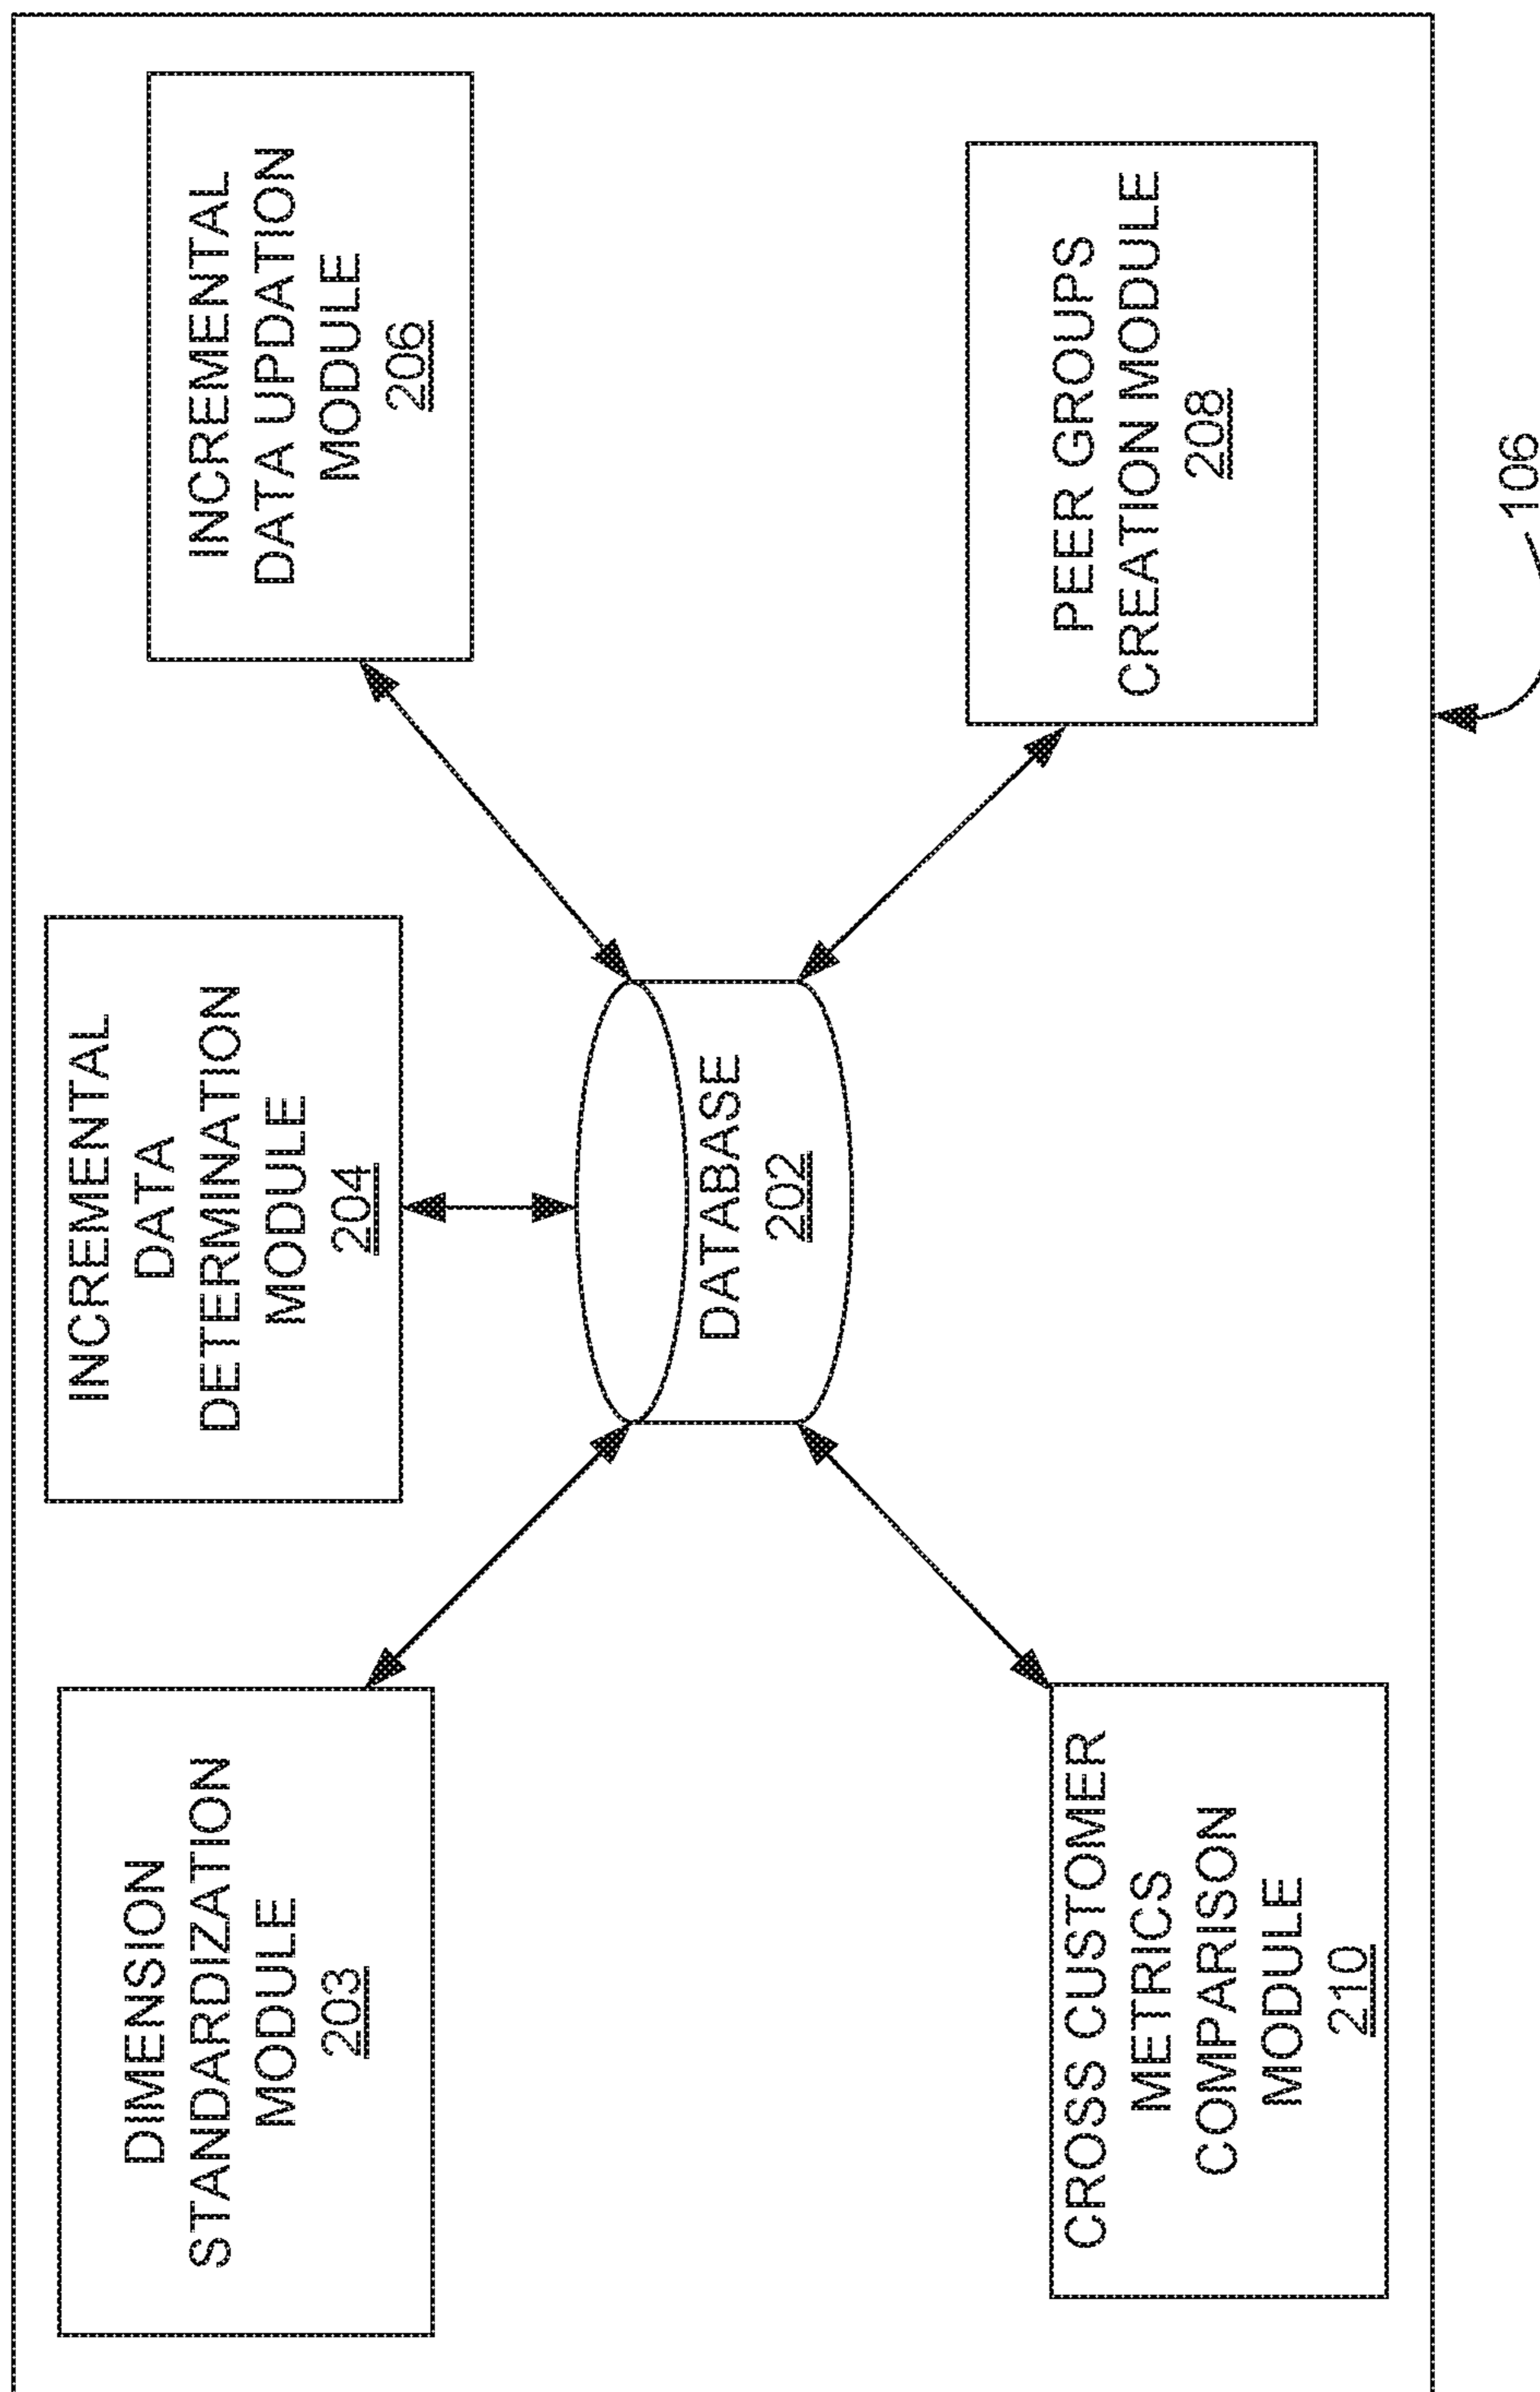 DIMENSION
STANDARDIZATION
MODULE
203
INCREMENTAL
DATA
DETERMINATION
MODULE
204
INCREMENTAL
DATA UPDATION
MODULE
206
DATABASE
202
CROSS CUSTOMER
METRICS
COMPARISON
MODULE
210
PEER GROUPS
CREATION MODULE
208
106